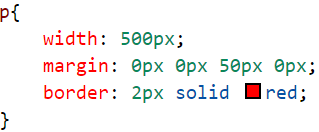 p{
    width: 500px;
    margin: 0px 0px 50px 0px;
    border: 2px solid red;
}